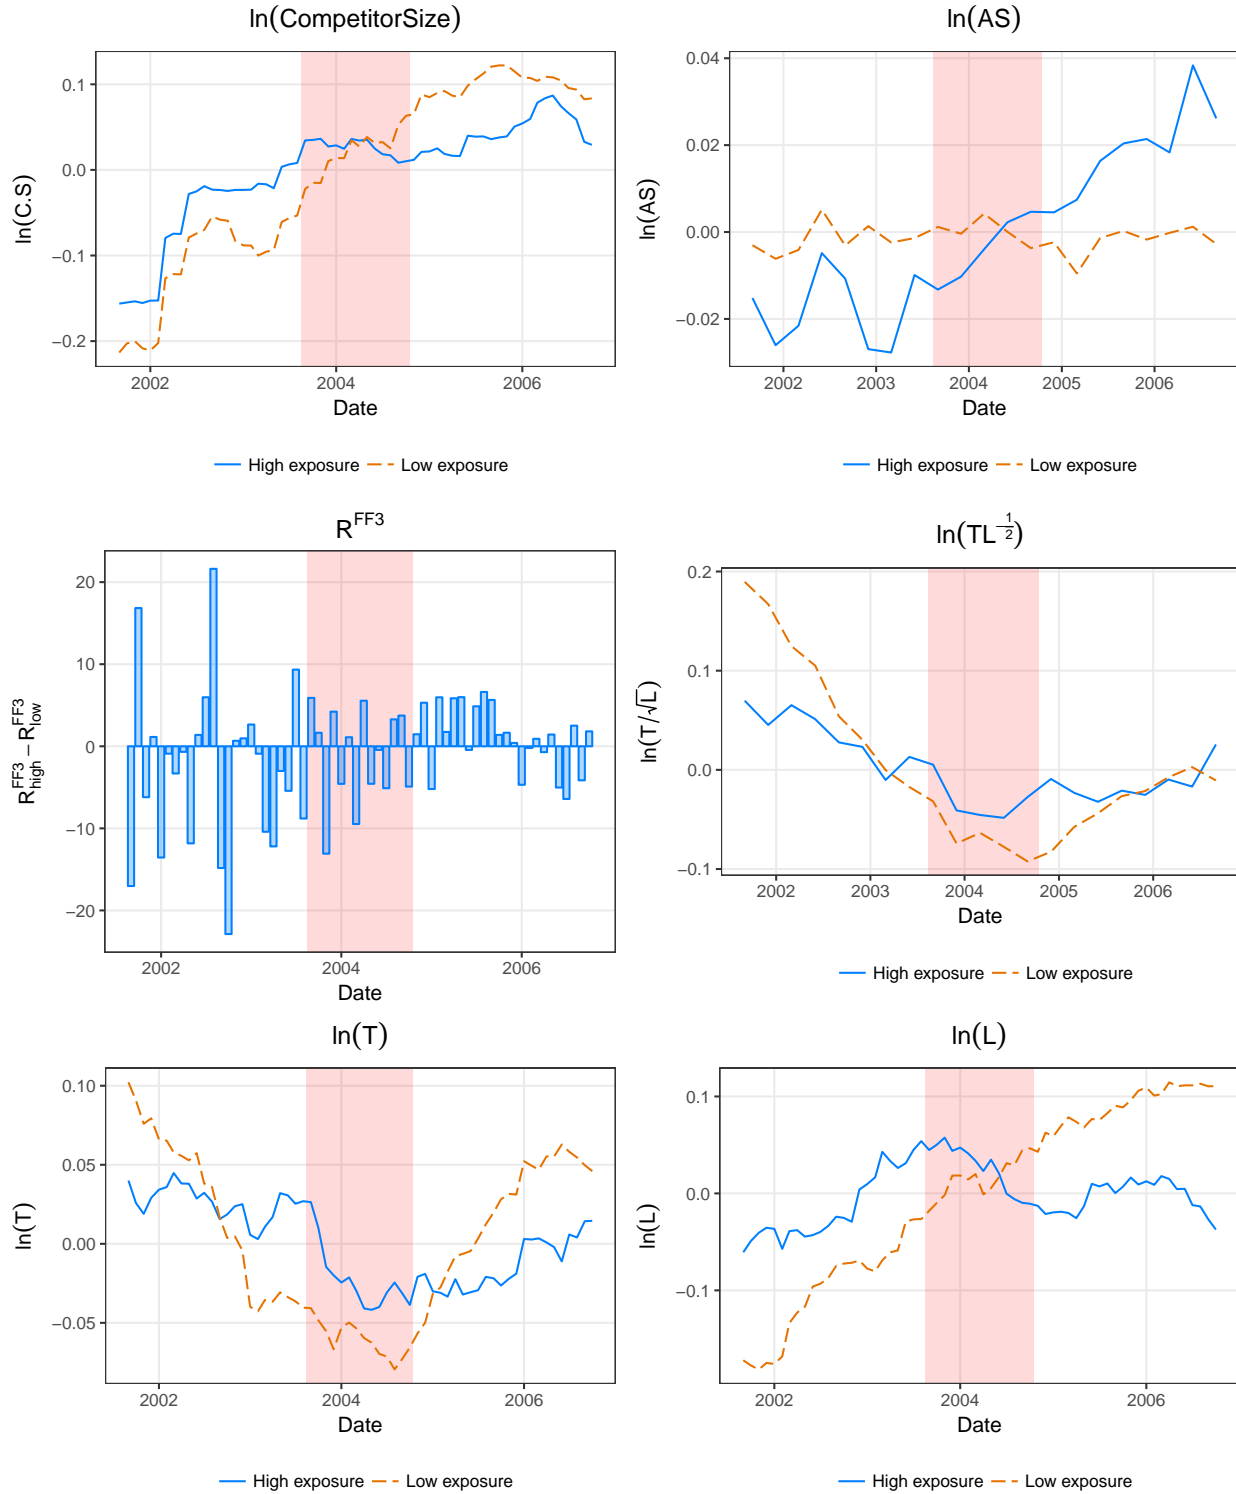 ln(CompetitorSize)
ln(C.S)
0.1
0.0
−0.1
−0.2
2002 2004 2006
Date
High exposure Low exposure
ln(AS)
ln(AS)
0.04
0.02
0.00
−0.02
2002 2003 2004 2005 2006
Date
High exposure Low exposure
R^FF3
R^FF3_high − R^FF3_low
20
10
0
−10
−20
2002 2004 2006
Date
ln(TL^−1/2)
ln(T/√L)
0.2
0.1
0.0
−0.1
2002 2003 2004 2005 2006
Date
High exposure Low exposure
ln(T)
ln(T)
0.10
0.05
0.00
−0.05
2002 2004 2006
Date
High exposure Low exposure
ln(L)
ln(L)
0.1
0.0
−0.1
2002 2004 2006
Date
High exposure Low exposure